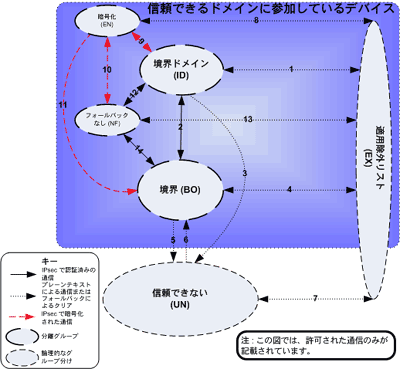 信頼できるドメインに参加しているデバイス
暗号化
(EN)
8
9
境界ドメイン
(ID)
1
10
11
12
フォールバック
なし (NF)
13
2
14
3
境界 (BO)
4
適用除外リスト
(EX)
5
6
信頼できない
(UN)
7
キー
IPsec で認証済みの
通信
プレーンテキスト
による通信または
フォールバックに
よるクリア
IPsec で暗号化
された通信
分離グループ
論理的なグ
ループ分け
注 : この図では、許可された通信のみが
記載されています。